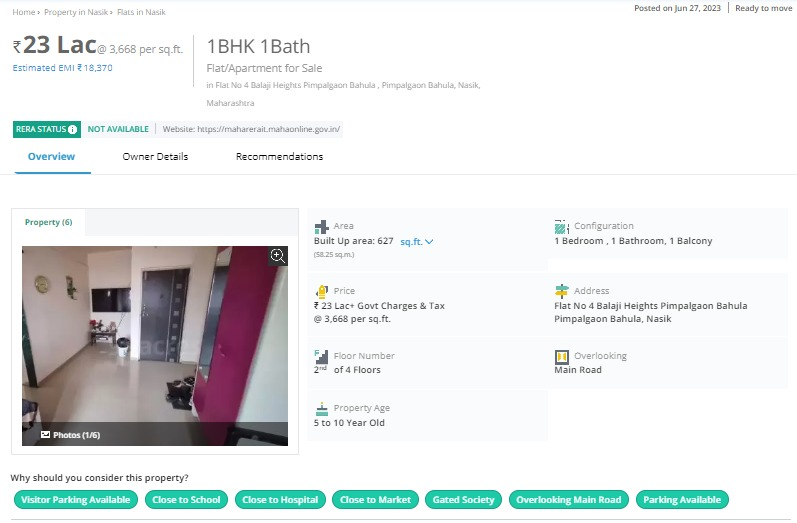 Home › Property in Nasik › Flats in Nasik
Posted on Jun 27, 2023 | Ready to move
₹23 Lac @ 3,668 per sq.ft.
Estimated EMI ₹18,370
1BHK 1Bath
Flat/Apartment for Sale
in Flat No 4 Balaji Heights Pimpalgaon Bahula , Pimpalgaon Bahula, Nasik,
Maharashtra
RERA STATUS i NOT AVAILABLE | Website: https://maharerait.mahaonline.gov.in/
Overview Owner Details Recommendations
Property (6)
Photos (1/6)
Area
Built Up area: 627 sq.ft.
(58.25 sq.m.)
Configuration
1 Bedroom , 1 Bathroom, 1 Balcony
Price
₹ 23 Lac+ Govt Charges & Tax
@ 3,668 per sq.ft.
Address
Flat No 4 Balaji Heights Pimpalgaon Bahula
Pimpalgaon Bahula, Nasik
Floor Number
2nd of 4 Floors
Overlooking
Main Road
Property Age
5 to 10 Year Old
Why should you consider this property?
Visitor Parking Available Close to School Close to Hospital Close to Market Gated Society Overlooking Main Road Parking Available